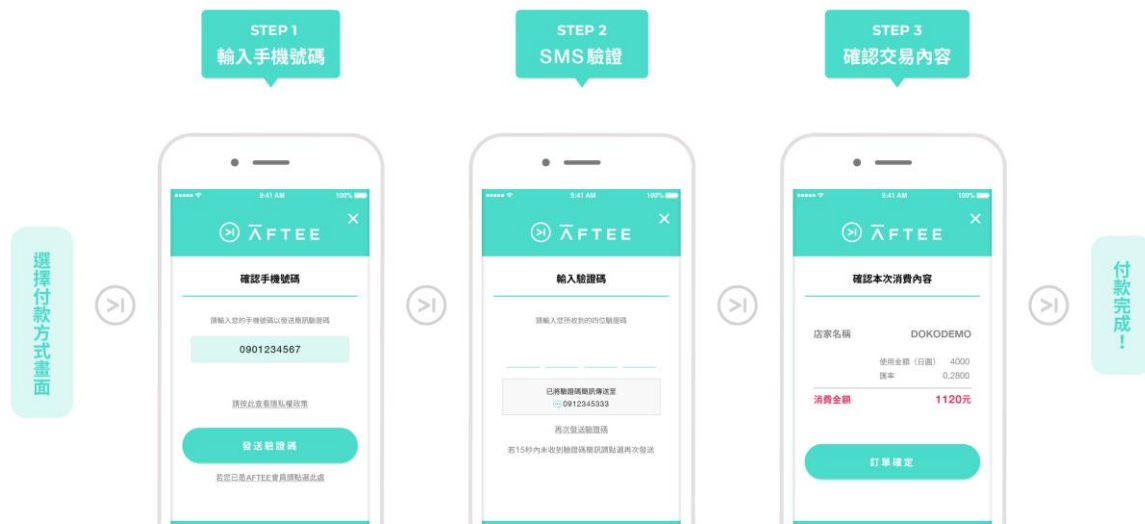 STEP 1
輸入手機號碼
STEP 2
SMS驗證
STEP 3
確認交易內容
選擇付款方式畫面
9:41 AM
100%
AFTEE
確認手機號碼
請輸入您的手機號碼以發送簡訊驗證碼
0901234567
請按此查看隱私權政策
發送驗證碼
若您已是AFTEE會員請點選此處
9:41 AM
100%
AFTEE
輸入驗證碼
請輸入您所收到的四位驗證碼
已將驗證碼簡訊傳送至
0912345333
再次發送驗證碼
若15秒內未收到驗證碼簡訊請點選再次發送
9:41 AM
100%
AFTEE
確認本次消費內容
店家名稱 DOKODEMO
使用金額（日圓） 4000
匯率 0.2800
消費金額 1120元
訂單確定
付款完成！